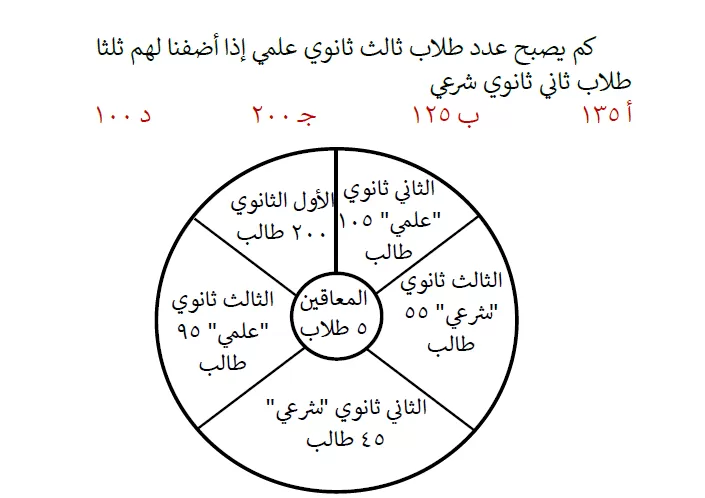 كم يصبح عدد طلاب ثالث ثانوي علمي إذا أضفنا لهم ثلثا
طلاب ثاني ثانوي شرعي
أ ١٣٥ ب ١٢٥ جـ ٢٠٠ د ١٠٠
الثاني ثانوي
"علمي" ١٠٥
طالب
الأول الثانوي
٢٠٠ طالب
الثالث ثانوي
"شرعي" ٥٥
طالب
المعاقين
٥ طلاب
الثالث ثانوي
"علمي" ٩٥
طالب
الثاني ثانوي "شرعي"
٤٥ طالب